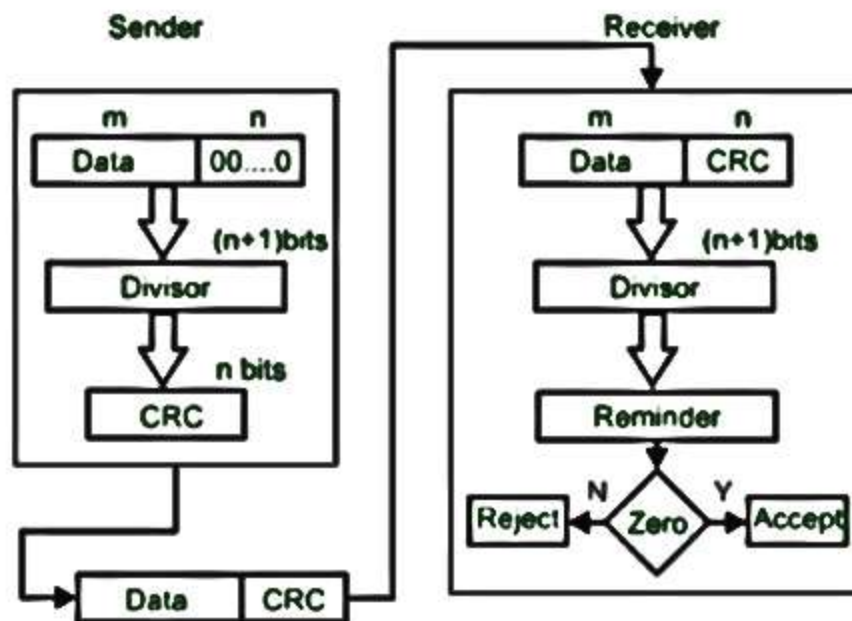 Sender
m n
Data 00....0
(n+1)bits
Divisor
n bits
CRC
Data CRC
Receiver
m n
Data CRC
(n+1)bits
Divisor
Reminder
N Y
Reject Zero Accept